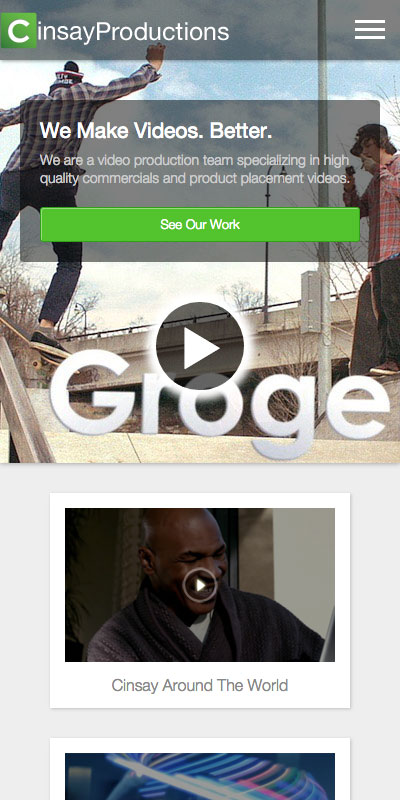 CinsayProductions
We Make Videos. Better.
We are a video production team specializing in high
quality commercials and product placement videos.
See Our Work
Groge
Cinsay Around The World